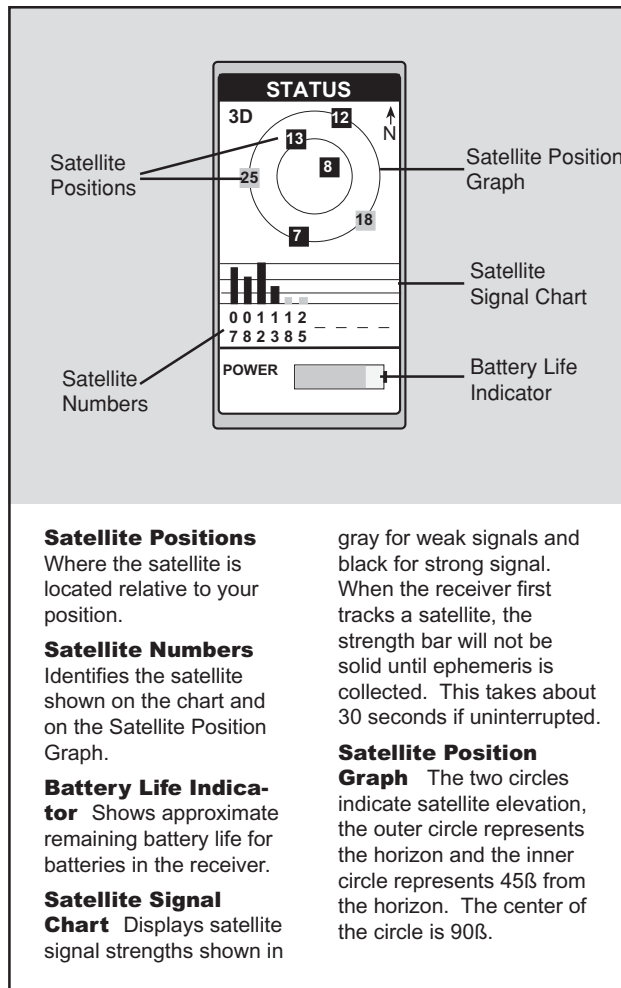 STATUS
3D
12
N
13
8
25
18
7
Satellite
Positions
Satellite Position
Graph
Satellite
Signal Chart
0 0 1 1 1 2
7 8 2 3 8 5 _ _ _ _
Satellite
Numbers
POWER
Battery Life
Indicator
Satellite Positions
Where the satellite is
located relative to your
position.
Satellite Numbers
Identifies the satellite
shown on the chart and
on the Satellite Position
Graph.
Battery Life Indica-
tor Shows approximate
remaining battery life for
batteries in the receiver.
Satellite Signal
Chart Displays satellite
signal strengths shown in
gray for weak signals and
black for strong signal.
When the receiver first
tracks a satellite, the
strength bar will not be
solid until ephemeris is
collected. This takes about
30 seconds if uninterrupted.
Satellite Position
Graph The two circles
indicate satellite elevation,
the outer circle represents
the horizon and the inner
circle represents 45ß from
the horizon. The center of
the circle is 90ß.